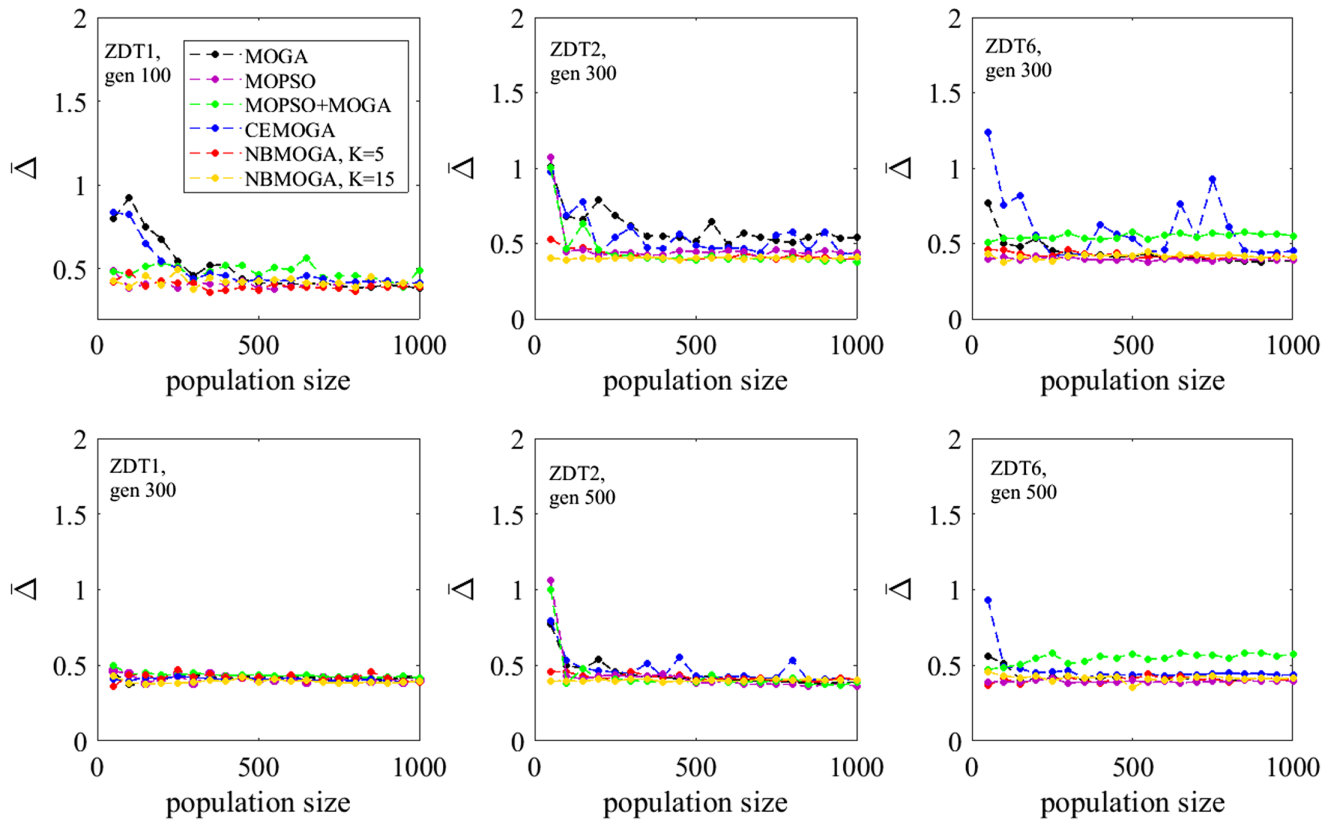 2
1.5
1
0.5
Δ̄
ZDT1,
gen 100
MOGA
MOPSO
MOPSO+MOGA
CEMOGA
NBMOGA, K=5
NBMOGA, K=15
0
500
1000
population size
2
1.5
1
0.5
0
Δ̄
ZDT2,
gen 300
0
500
1000
population size
2
1.5
1
0.5
0
Δ̄
ZDT6,
gen 300
0
500
1000
population size
2
1.5
1
0.5
0
Δ̄
ZDT1,
gen 300
0
500
1000
population size
2
1.5
1
0.5
0
Δ̄
ZDT2,
gen 500
0
500
1000
population size
2
1.5
1
0.5
0
Δ̄
ZDT6,
gen 500
0
500
1000
population size